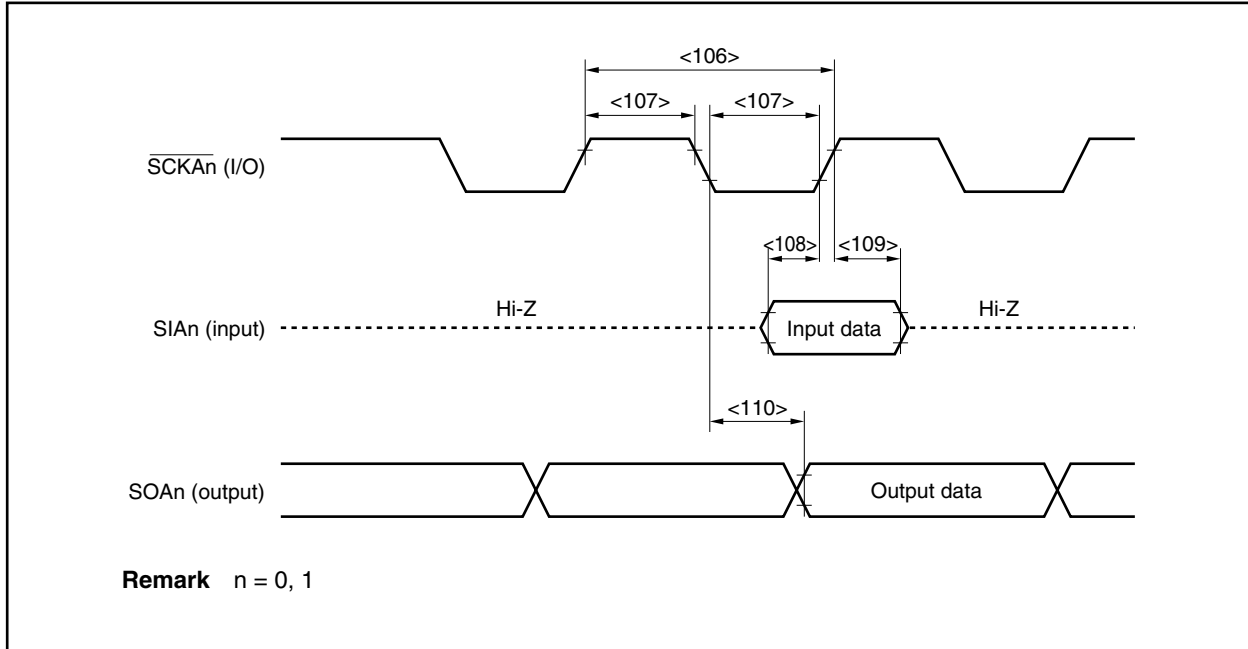 <106>
<107> <107>
SCKAn (I/O)
<108> <109>
Hi-Z Hi-Z
SIAn (input) Input data
<110>
SOAn (output) Output data
Remark n = 0, 1